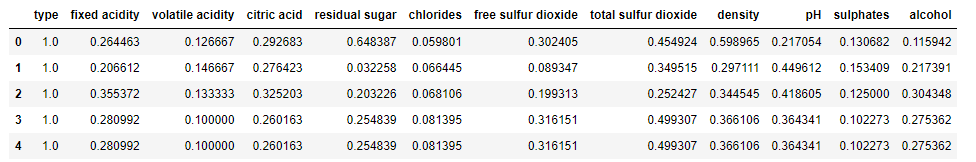 type fixed acidity volatile acidity citric acid residual sugar chlorides free sulfur dioxide total sulfur dioxide density pH sulphates alcohol
0 1.0 0.264463 0.126667 0.292683 0.648387 0.059801 0.302405 0.454924 0.598965 0.217054 0.130682 0.115942
1 1.0 0.206612 0.146667 0.276423 0.032258 0.066445 0.089347 0.349515 0.297111 0.449612 0.153409 0.217391
2 1.0 0.355372 0.133333 0.325203 0.203226 0.068106 0.199313 0.252427 0.344545 0.418605 0.125000 0.304348
3 1.0 0.280992 0.100000 0.260163 0.254839 0.081395 0.316151 0.499307 0.366106 0.364341 0.102273 0.275362
4 1.0 0.280992 0.100000 0.260163 0.254839 0.081395 0.316151 0.499307 0.366106 0.364341 0.102273 0.275362